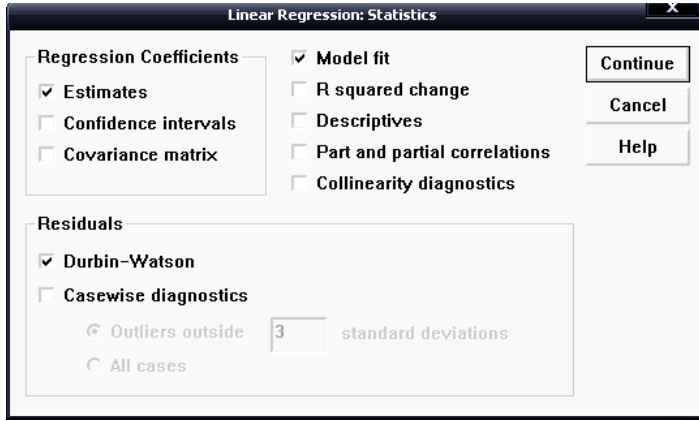 Linear Regression: Statistics
X
Regression Coefficients
Estimates
Confidence intervals
Covariance matrix
Model fit
R squared change
Descriptives
Part and partial correlations
Collinearity diagnostics
Continue
Cancel
Help
Residuals
Durbin-Watson
Casewise diagnostics
Outliers outside 3 standard deviations
All cases